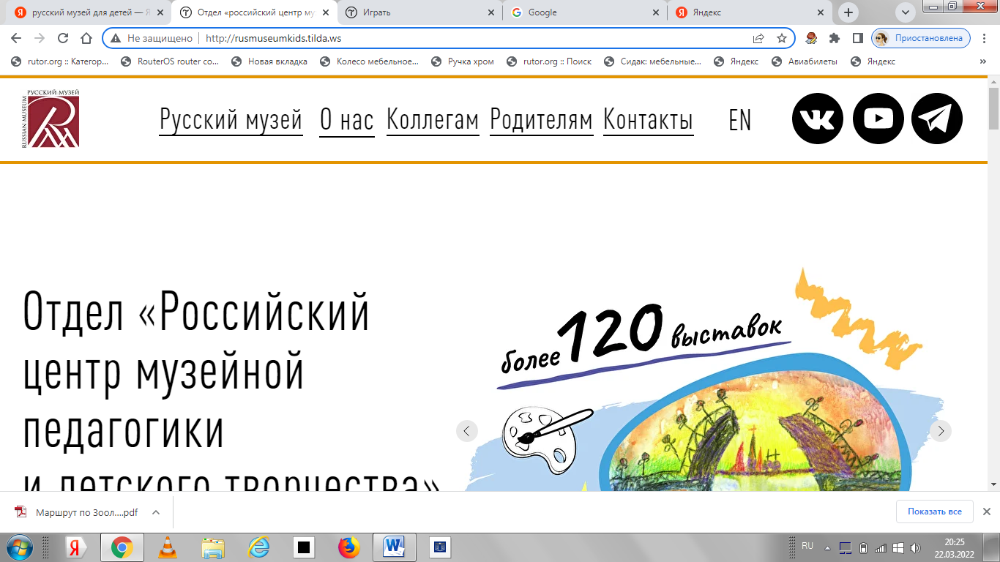 русский музей для детей — Я
Отдел «российский центр му
Играть
Google
Яндекс
Не защищено
http://rusmuseumkids.tilda.ws
Приостановлена
rutor.org :: Категор...
RouterOS router co...
Новая вкладка
Колесо мебельное...
Ручка хром
rutor.org :: Поиск
Сидак: мебельные...
Яндекс
Авиабилеты
Яндекс
»
РУССКИЙ МУЗЕЙ
RUSSIAN MUSEUM
Русский музей
О нас
Коллегам
Родителям
Контакты
EN
Отдел «Российский
центр музейной
педагогики
и детского творчества»
более 120 выставок
Маршрут по Зоол....pdf
Показать все
RU
20:25
22.03.2022